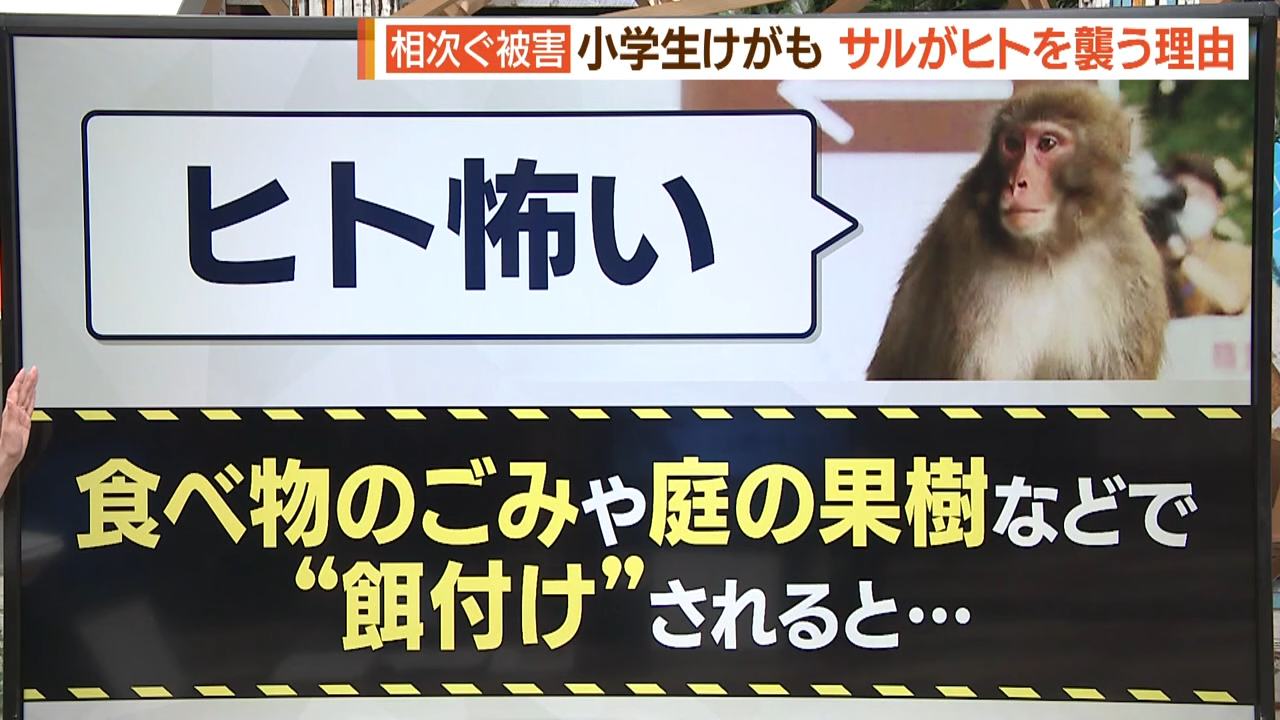 相次ぐ被害 小学生けがも サルがヒトを襲う理由
ヒト怖い
食べ物のごみや庭の果樹などで
“餌付け”されると…